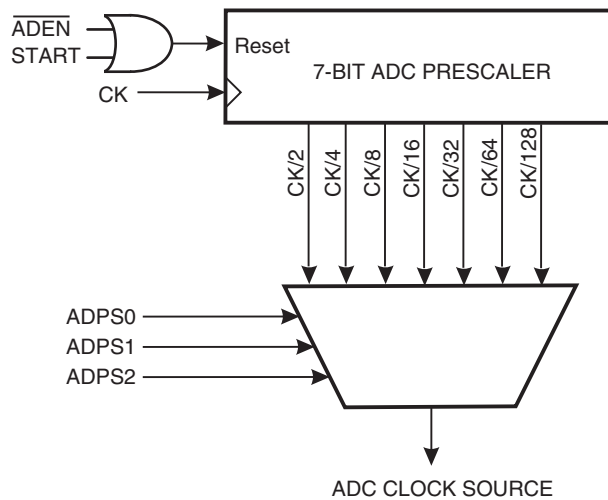 ADEN
START
Reset
7-BIT ADC PRESCALER
CK
CK/2
CK/4
CK/8
CK/16
CK/32
CK/64
CK/128
ADPS0
ADPS1
ADPS2
ADC CLOCK SOURCE